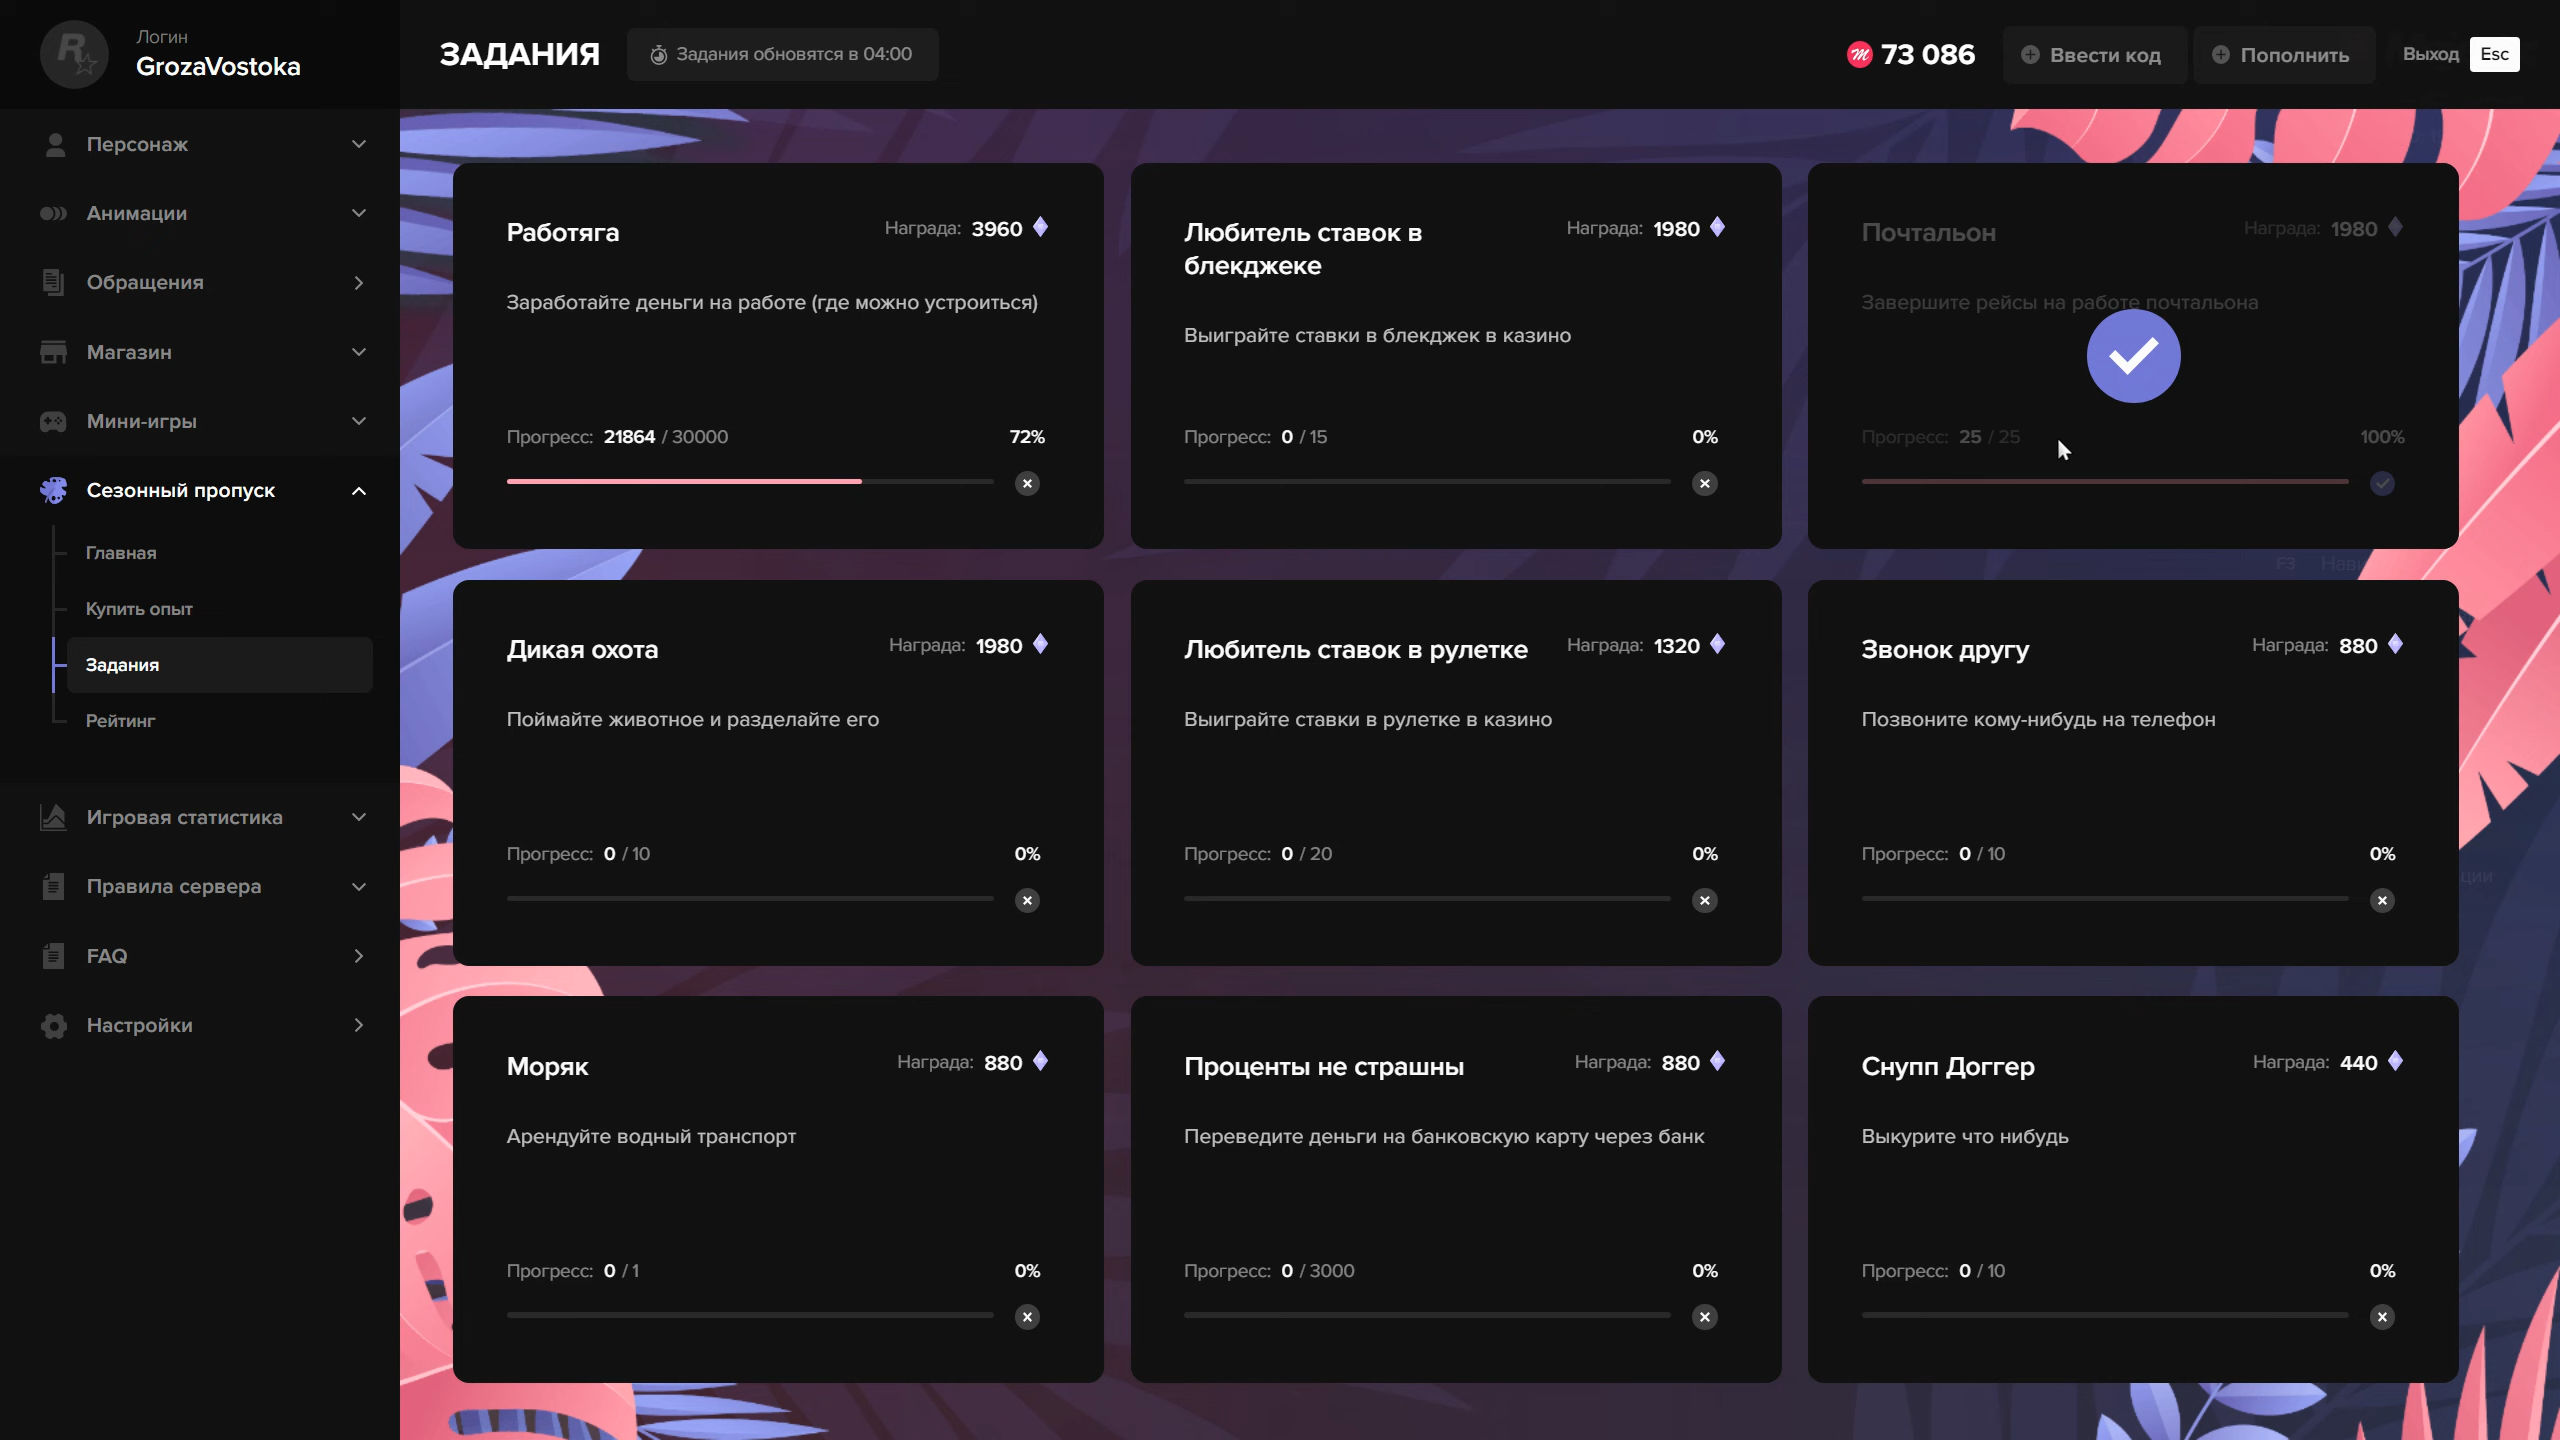 Логин
GrozaVostoka
ЗАДАНИЯ
Задания обновятся в 04:00
73 086
Ввести код
Пополнить
Выход
Esc
Персонаж
Анимации
Обращения
Магазин
Мини-игры
Сезонный пропуск
Главная
Купить опыт
Задания
Рейтинг
Игровая статистика
Правила сервера
FAQ
Настройки
Работяга
Награда: 3960
Заработайте деньги на работе (где можно устроиться)
Прогресс: 21864 / 30000
72%
Любитель ставок в
блекджеке
Награда: 1980
Выиграйте ставки в блекджек в казино
Прогресс: 0 / 15
0%
Почтальон
Награда: 1980
Завершите рейсы на работе почтальона
Прогресс: 25 / 25
100%
F3
Дикая охота
Награда: 1980
Поймайте животное и разделайте его
Прогресс: 0 / 10
0%
Любитель ставок в рулетке
Награда: 1320
Выиграйте ставки в рулетке в казино
Прогресс: 0 / 20
0%
Звонок другу
Награда: 880
Позвоните кому-нибудь на телефон
Прогресс: 0 / 10
0%
Моряк
Награда: 880
Арендуйте водный транспорт
Прогресс: 0 / 1
0%
Проценты не страшны
Награда: 880
Переведите деньги на банковскую карту через банк
Прогресс: 0 / 3000
0%
Снупп Доггер
Награда: 440
Выкурите что нибудь
Прогресс: 0 / 10
0%